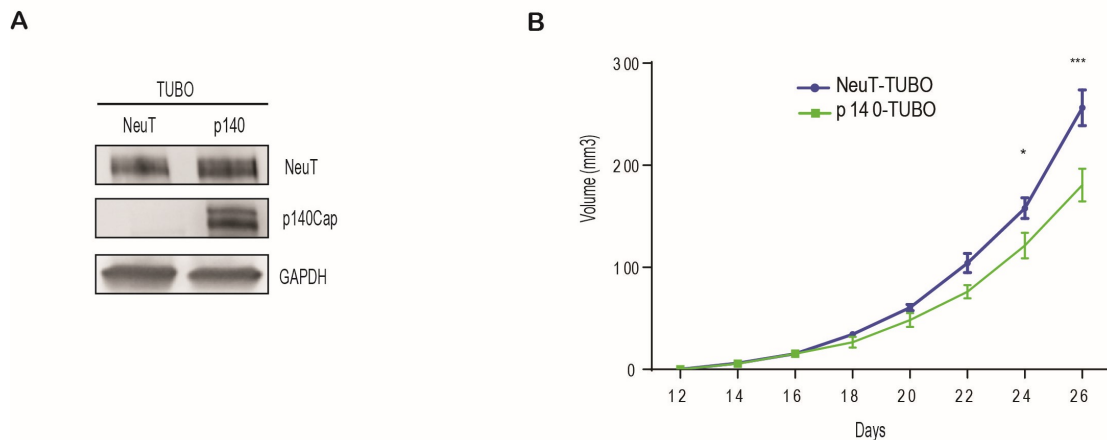 A
TUBO
NeuT p140
NeuT
p140Cap
GAPDH
B
300
200
100
0
Volume (mm3)
NeuT-TUBO
p 14 0-TUBO
*
***
12 14 16 18 20 22 24 26
Days